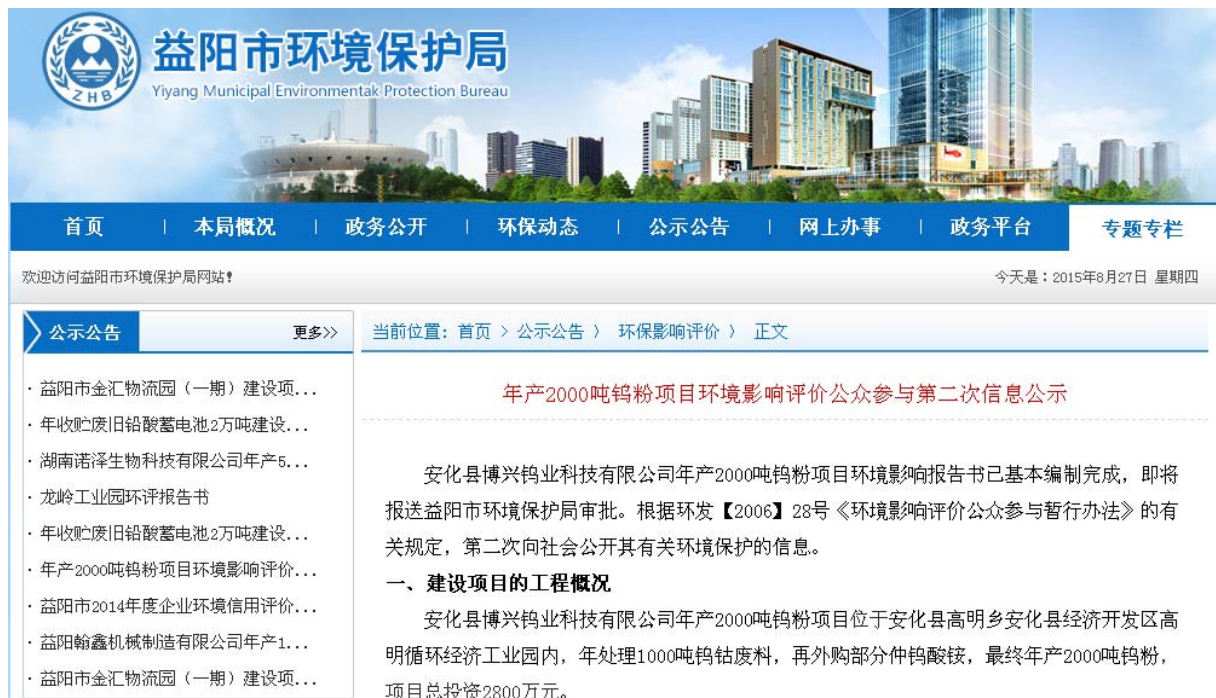 益阳市环境保护局
Yiyang Municipal Environmentak Protection Bureau
ZHB
首页 | 本局概况 | 政务公开 | 环保动态 | 公示公告 | 网上办事 | 政务平台 专题专栏
欢迎访问益阳市环境保护局网站! 今天是：2015年8月27日 星期四
公示公告 更多>>
· 益阳市金汇物流园（一期）建设项...
· 年收贮废旧铅酸蓄电池2万吨建设...
· 湖南诺泽生物科技有限公司年产5...
· 龙岭工业园环评报告书
· 年收贮废旧铅酸蓄电池2万吨建设...
· 年产2000吨钨粉项目环境影响评价...
· 益阳市2014年度企业环境信用评价...
· 益阳翰鑫机械制造有限公司年产1...
· 益阳市金汇物流园（一期）建设项...
当前位置：首页 > 公示公告 〉 环保影响评价 〉 正文
年产2000吨钨粉项目环境影响评价公众参与第二次信息公示
安化县博兴钨业科技有限公司年产2000吨钨粉项目环境影响报告书已基本编制完成，即将
报送益阳市环境保护局审批。根据环发【2006】28号《环境影响评价公众参与暂行办法》的有
关规定，第二次向社会公开其有关环境保护的信息。
一、建设项目的工程概况
安化县博兴钨业科技有限公司年产2000吨钨粉项目位于安化县高明乡安化县经济开发区高
明循环经济工业园内，年处理1000吨钨钴废料，再外购部分仲钨酸铵，最终年产2000吨钨粉，
项目总投资2800万元。